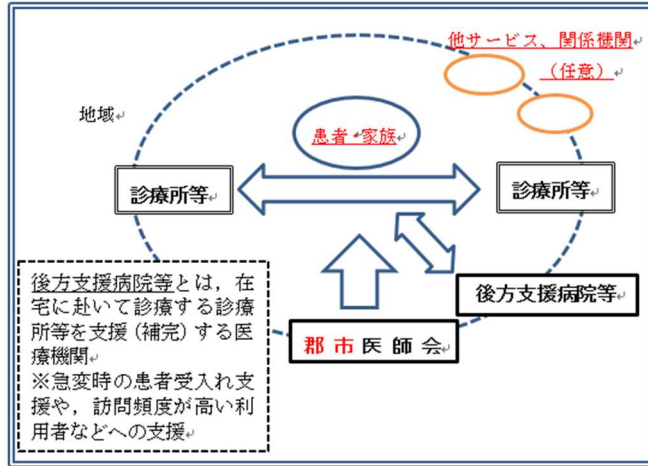 他サービス、関係機関
（任意）
地域
患者・家族
診療所等
診療所等
後方支援病院等とは，在
宅に赴いて診療する診療
所等を支援（補完）する医
療機関
※急変時の患者受入れ支
援や，訪問頻度が高い利
用者などへの支援
後方支援病院等
郡市医師会